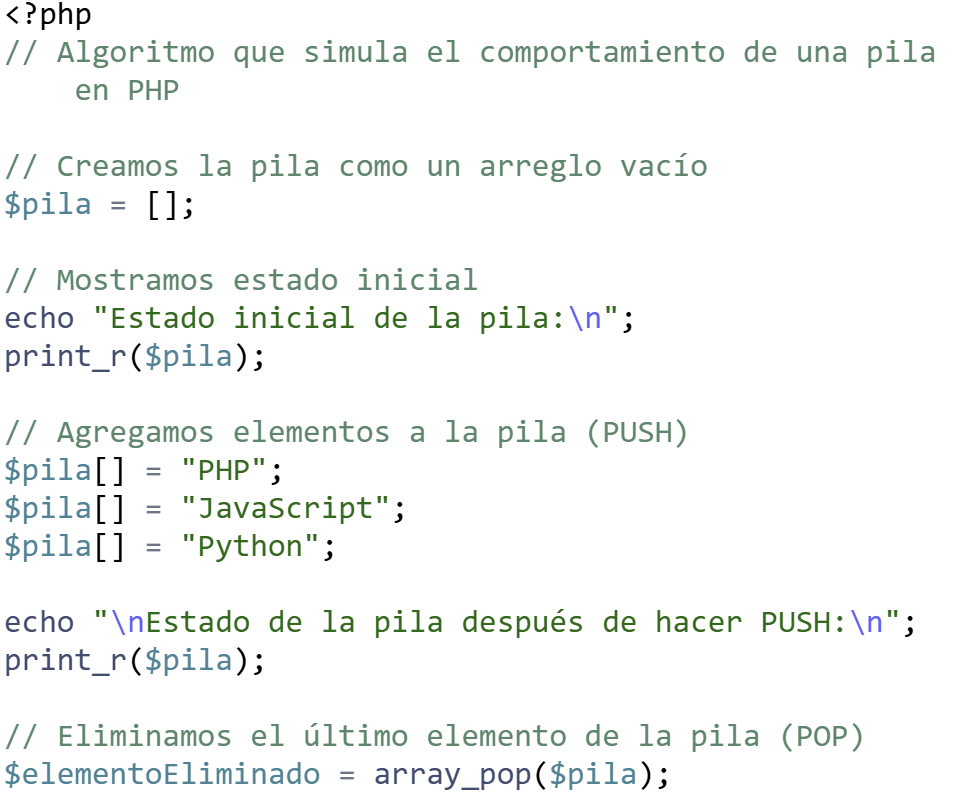 <?php
// Algoritmo que simula el comportamiento de una pila
en PHP
// Creamos la pila como un arreglo vacío
$pila = [];
// Mostramos estado inicial
echo "Estado inicial de la pila:\n";
print_r($pila);
// Agregamos elementos a la pila (PUSH)
$pila[] = "PHP";
$pila[] = "JavaScript";
$pila[] = "Python";
echo "\nEstado de la pila después de hacer PUSH:\n";
print_r($pila);
// Eliminamos el último elemento de la pila (POP)
$elementoEliminado = array_pop($pila);